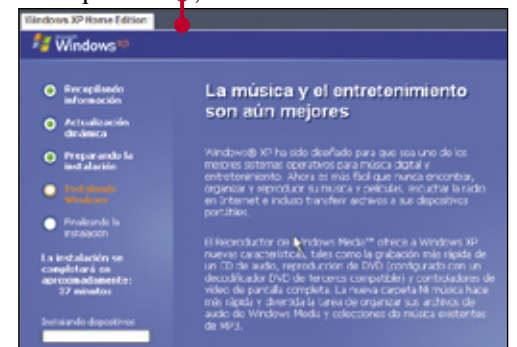 Windows XP Home Edition
Microsoft
Windows xp
Recopilando
información
Actualización
dinámica
Preparando la
instalación
Instalando
Windows
Finalizando la
instalación
La instalación se
completará en
aproximadamente:
37 minutos
Instalando dispositivos
La música y el entretenimiento
son aún mejores
Windows® XP ha sido diseñado para que sea uno de los
mejores sistemas operativos para música digital y
entretenimiento. Ahora es más fácil que nunca encontrar,
organizar y reproducir su música y películas, escuchar la radio
en Internet e incluso transferir archivos a sus dispositivos
portátiles.
El Reproductor de Windows Media™ ofrece a Windows XP
nuevas características, tales como la grabación más rápida de
un CD de audio, reproducción de DVD (configurado con un
decodificador DVD de terceros compatible) y controladores de
vídeo de pantalla completa. La nueva carpeta Mi música hace
más rápida y divertida la tarea de organizar sus archivos de
audio de Windows Media y colecciones de música existentes
de MP3.